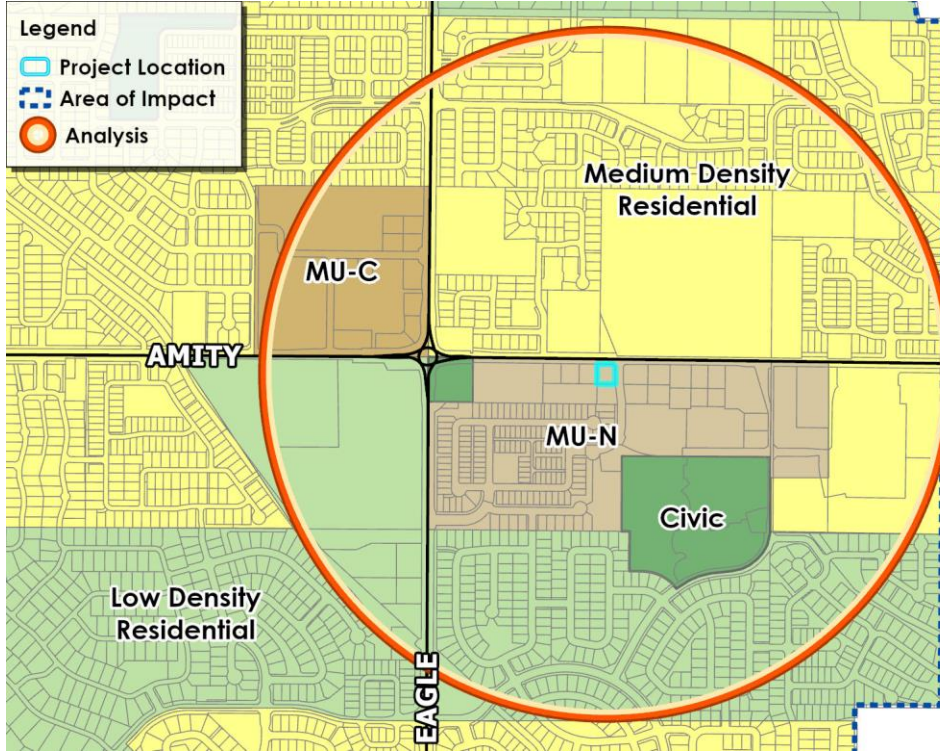 Legend
Project Location
Area of Impact
Analysis
Medium Density
Residential
MU-C
AMITY
MU-N
Civic
Low Density
Residential
EAGLE